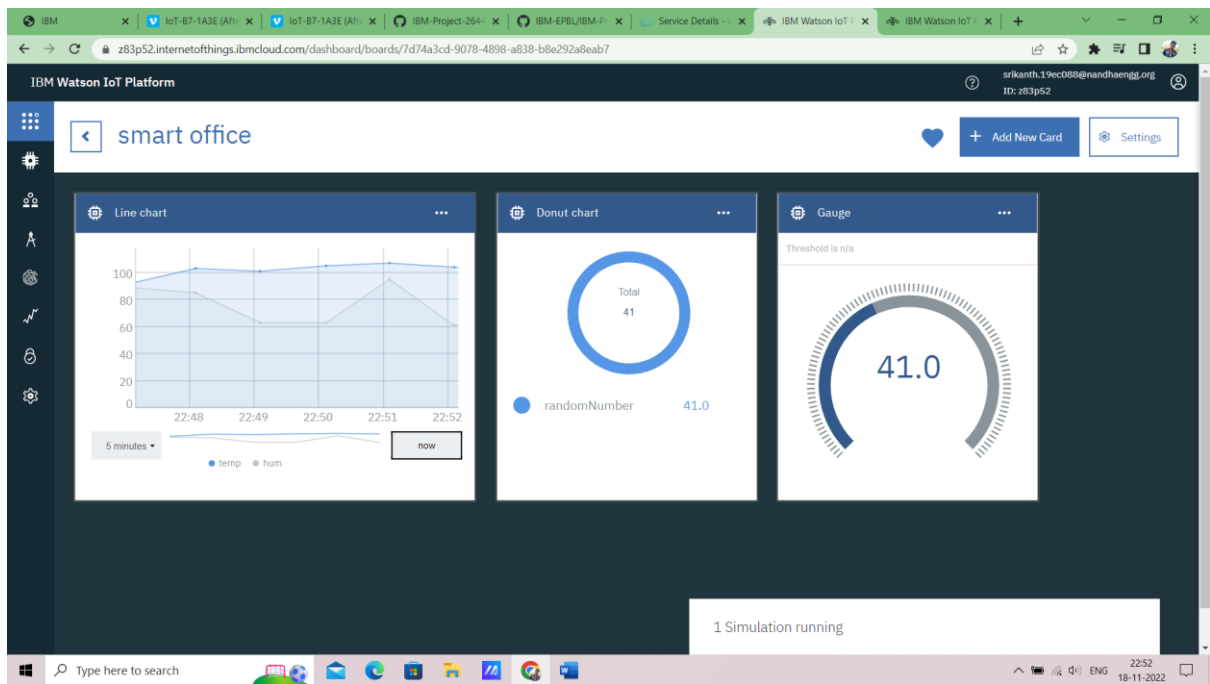 IBM
IoT-B7-1A3E (Afte
IoT-B7-1A3E (Afte
IBM-Project-2644
IBM-EPBL/IBM-Pr
Service Details - I
IBM Watson IoT P
IBM Watson IoT P
z83p52.internetofthings.ibmcloud.com/dashboard/boards/7d74a3cd-9078-4898-a838-b8e292a8eab7
IBM Watson IoT Platform
srikanth.19ec088@nandhaengg.org
ID: z83p52
smart office
+ Add New Card
Settings
Line chart
100
80
60
40
20
0
22:48 22:49 22:50 22:51 22:52
5 minutes
now
temp hum
Donut chart
Total
41
randomNumber 41.0
Gauge
Threshold is n/a
41.0
1 Simulation running
Type here to search
ENG
22:52
18-11-2022